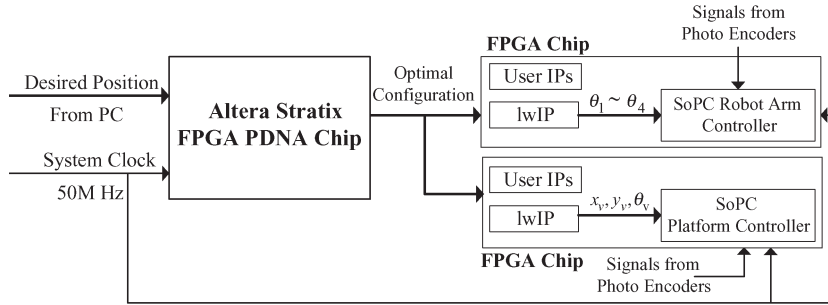 Desired Position
From PC
System Clock
50M Hz
Altera Stratix
FPGA PDNA Chip
Optimal
Configuration
Signals from
Photo Encoders
FPGA Chip
User IPs
lwIP
θ1 ~ θ4
SoPC Robot Arm
Controller
User IPs
lwIP
xv, yv, θv
SoPC
Platform Controller
FPGA Chip
Signals from
Photo Encoders